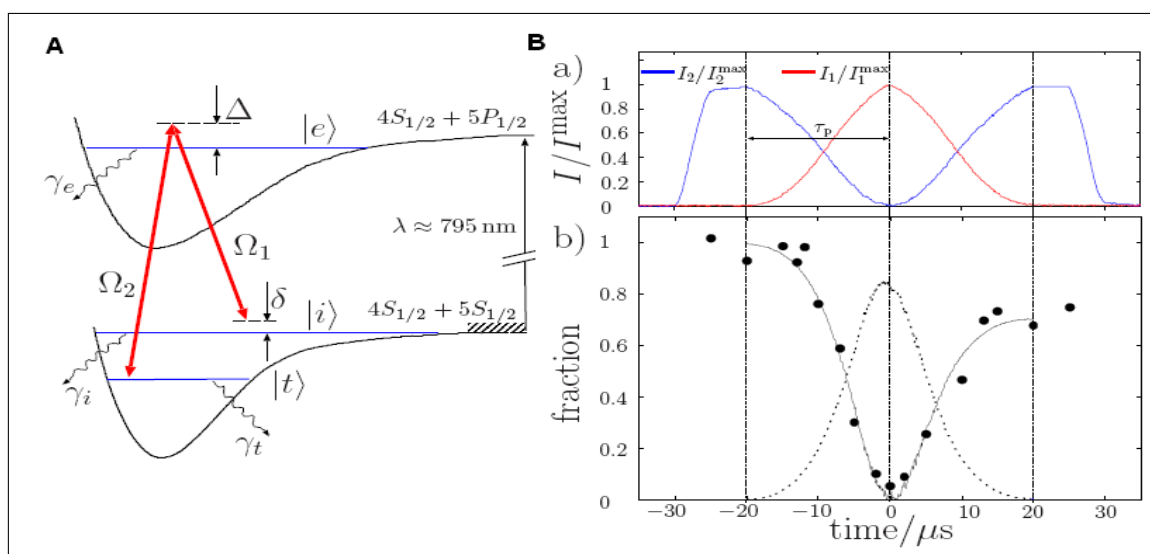 A
Δ
|e⟩
4S₁/₂ + 5P₁/₂
γₑ
λ ≈ 795 nm
Ω₁
Ω₂
δ
|i⟩
4S₁/₂ + 5S₁/₂
γᵢ
|t⟩
γₜ
B
a)
I₂/I₂ᵐᵃˣ
I₁/I₁ᵐᵃˣ
I/Iᵐᵃˣ
1
0.8
0.6
0.4
0.2
0
τₚ
b)
fraction
1
0.8
0.6
0.4
0.2
0
−30 −20 −10 0 10 20 30
time/μs